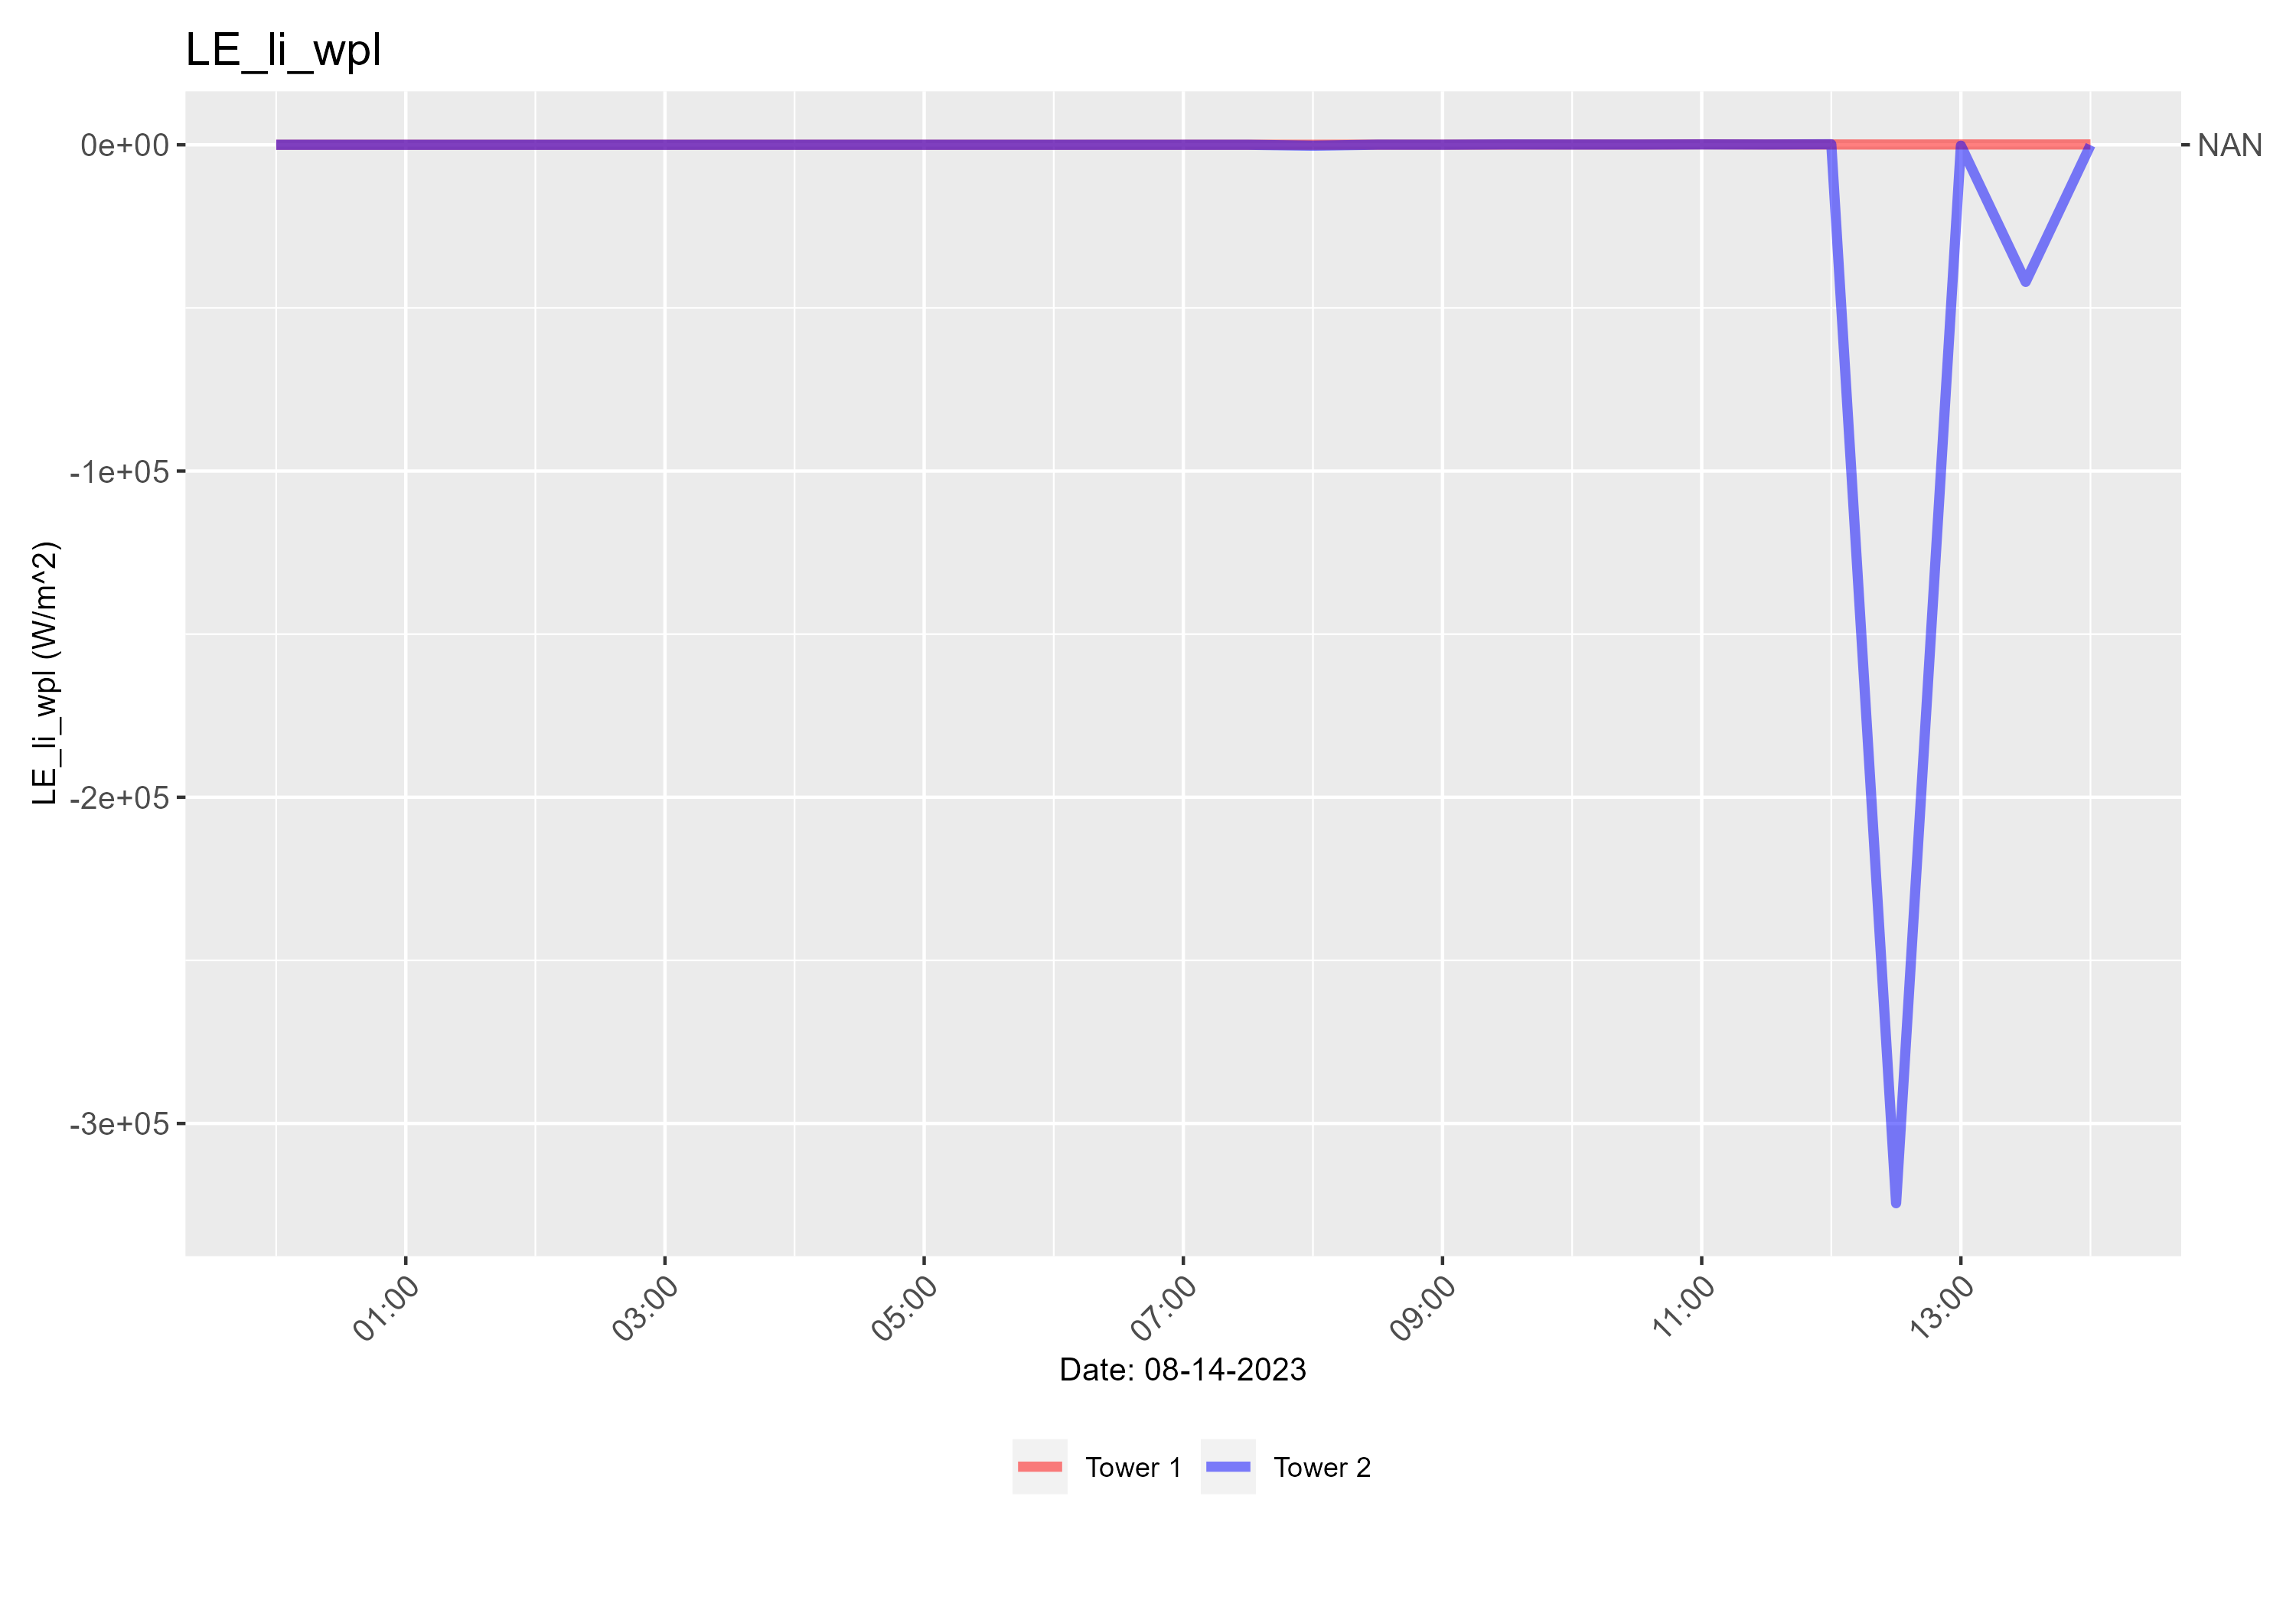 LE_li_wpl
0e+00
NAN
-1e+05
-2e+05
-3e+05
LE_li_wpl (W/m^2)
01:00 03:00 05:00 07:00 09:00 11:00 13:00
Date: 08-14-2023
Tower 1 Tower 2